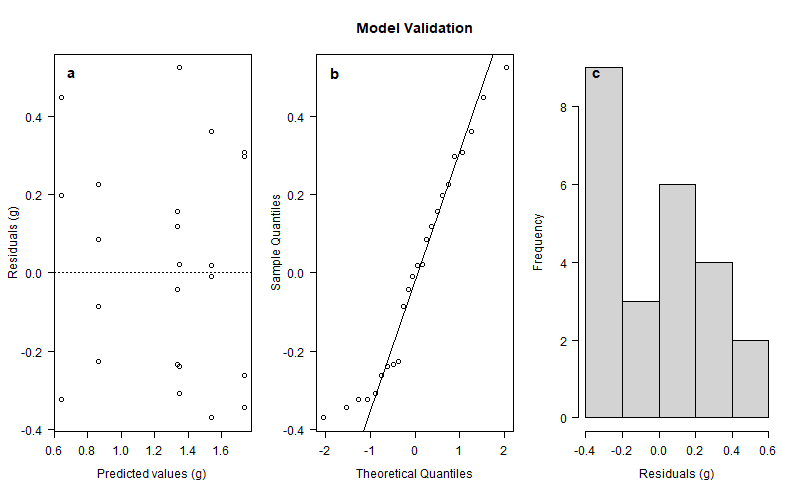 Model Validation
a
Residuals (g)
0.4
0.2
0.0
-0.2
-0.4
0.6 0.8 1.0 1.2 1.4 1.6
Predicted values (g)
b
Sample Quantiles
0.4
0.2
0.0
-0.2
-0.4
-2 -1 0 1 2
Theoretical Quantiles
c
Frequency
8
6
4
2
0
-0.4 -0.2 0.0 0.2 0.4 0.6
Residuals (g)